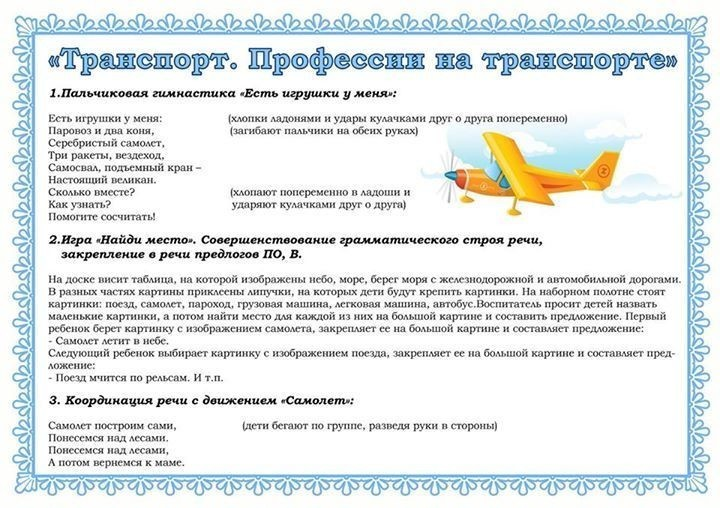 «Транспорт. Профессии на транспорте»
1.Пальчиковая гимнастика «Есть игрушки у меня»:
Есть игрушки у меня: (хлопки ладонями и удары кулачками друг о друга попеременно)
Паровоз и два коня, (загибают пальчики на обеих руках)
Серебристый самолет,
Три ракеты, вездеход,
Самосвал, подъемный кран –
Настоящий великан.
Сколько вместе? (хлопают попеременно в ладоши и
Как узнать? ударяют кулачками друг о друга)
Помогите сосчитать!
2.Игра «Найди место». Совершенствование грамматического строя речи,
закрепление в речи предлогов ПО, В.
На доске висит таблица, на которой изображены небо, море, берег моря с железнодорожной и автомобильной дорогами.
В разных частях картины приклеены липучки, на которых дети будут крепить картинки. На наборном полотне стоят
картинки: поезд, самолет, пароход, грузовая машина, легковая машина, автобус.Воспитатель просит детей назвать
маленькие картинки, а потом найти место для каждой из них на большой картине и составить предложение. Первый
ребенок берет картинку с изображением самолета, закрепляет ее на большой картине и составляет предложение:
- Самолет летит в небе.
Следующий ребенок выбирает картинку с изображением поезда, закрепляет ее на большой картине и составляет пред-
ложение:
- Поезд мчится по рельсам. И т.п.
3. Координация речи с движением «Самолет»:
Самолет построим сами, (дети бегают по группе, разведя руки в стороны)
Понесемся над лесами.
Понесемся над лесами,
А потом вернемся к маме.